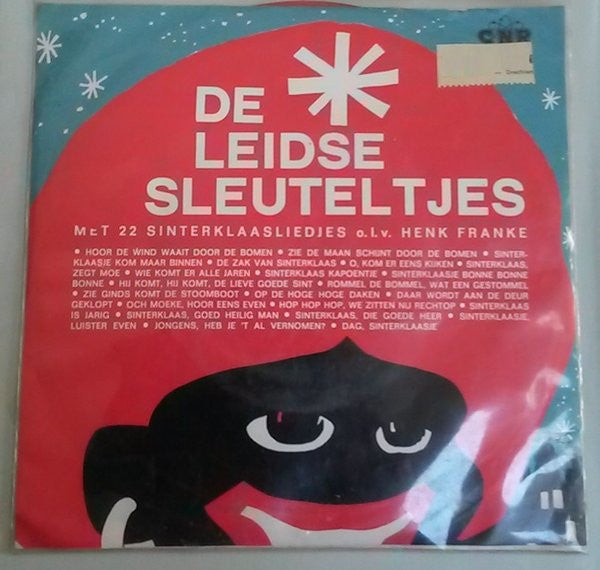 CNR
Drechten
DE
LEIDSE
SLEUTELTJES
MET 22 SINTERKLAASLIEDJES o.l.v. HENK FRANKE
• HOOR DE WIND WAAIT DOOR DE BOMEN • ZIE DE MAAN SCHIJNT DOOR DE BOMEN • SINTER-
KLAASJE KOM MAAR BINNEN • DE ZAK VAN SINTERKLAAS • O, KOM ER EENS KIJKEN • SINTERKLAAS,
ZEGT MOE • WIE KOMT ER ALLE JAREN • SINTERKLAAS KAPOENTJE • SINTERKLAASJE BONNE BONNE
BONNE • HIJ KOMT, HIJ KOMT, DE LIEVE GOEDE SINT • ROMMEL DE BOMMEL, WAT EEN GESTOMMEL
• ZIE GINDS KOMT DE STOOMBOOT • OP DE HOGE HOGE DAKEN • DAAR WORDT AAN DE DEUR
GEKLOPT • OCH MOEKE, HOOR EENS EVEN • HOP HOP HOP, WE ZITTEN NU RECHTOP • SINTERKLAAS
IS JARIG • SINTERKLAAS, GOED HEILIG MAN • SINTERKLAAS, DIE GOEDE HEER • SINTERKLAASJE,
LUISTER EVEN • JONGENS, HEB JE 'T AL VERNOMEN? • DAG, SINTERKLAASJE